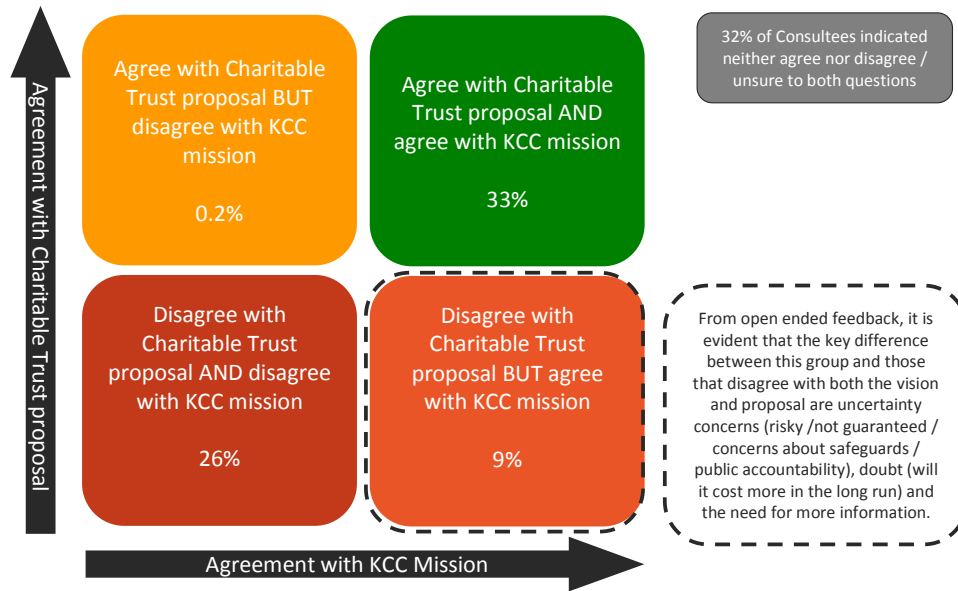 Agreement with Charitable Trust proposal
Agree with Charitable
Trust proposal BUT
disagree with KCC
mission
0.2%
Agree with Charitable
Trust proposal AND
agree with KCC mission
33%
32% of Consultees indicated
neither agree nor disagree /
unsure to both questions
Disagree with
Charitable Trust
proposal AND disagree
with KCC mission
26%
Disagree with
Charitable Trust
proposal BUT agree
with KCC mission
9%
From open ended feedback, it is
evident that the key difference
between this group and those
that disagree with both the vision
and proposal are uncertainty
concerns (risky /not guaranteed /
concerns about safeguards /
public accountability), doubt (will
it cost more in the long run) and
the need for more information.
Agreement with KCC Mission